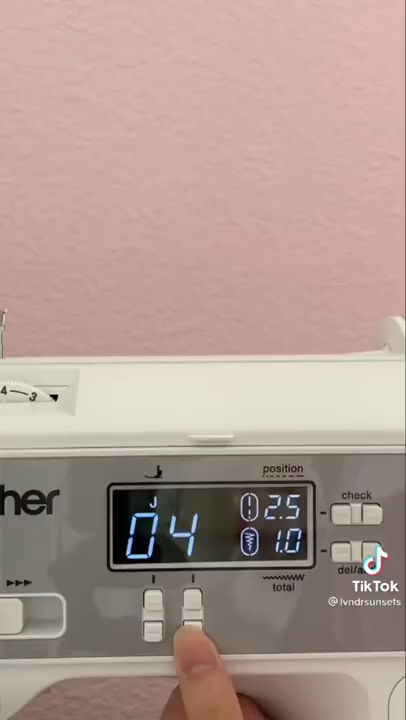 4 3
her
position
J
04
2.5
1.0
total
check
del/a
TikTok
@lvndrsunsets